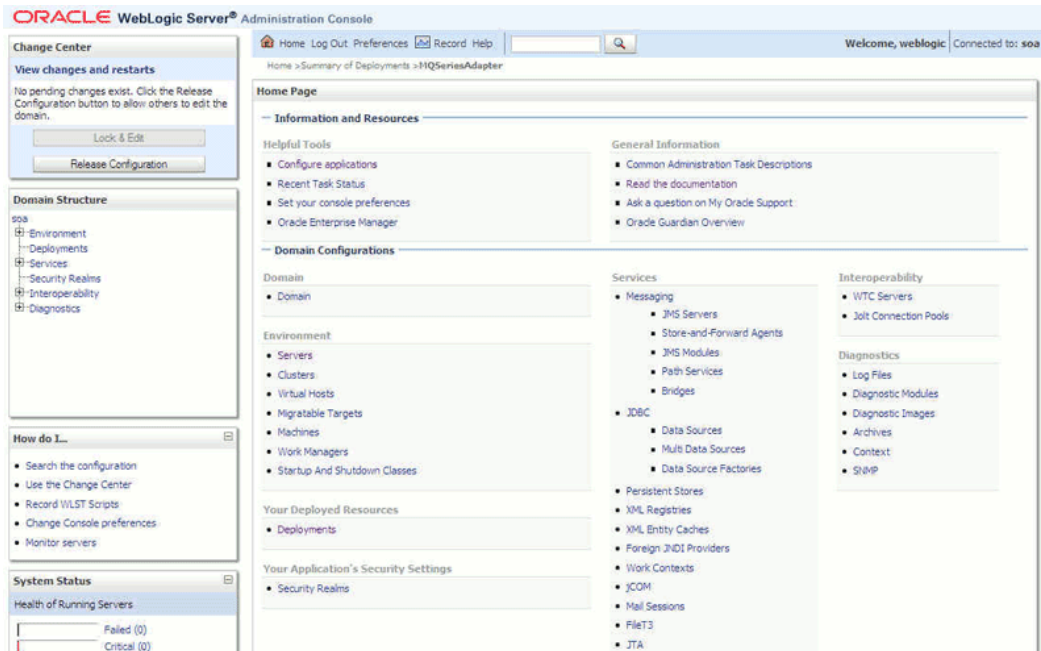 ORACLE WebLogic Server® Administration Console
Change Center
View changes and restarts
No pending changes exist. Click the Release
Configuration button to allow others to edit the
domain.
Lock & Edit
Release Configuration
Domain Structure
soa
Environment
Deployments
Services
Security Realms
Interoperability
Diagnostics
How do I...
Search the configuration
Use the Change Center
Record WLST Scripts
Change Console preferences
Monitor servers
System Status
Health of Running Servers
Failed (0)
Critical (0)
Home Log Out Preferences Record Help
Welcome, weblogic Connected to: soa
Home >Summary of Deployments >MQSeriesAdapter
Home Page
Information and Resources
Helpful Tools
Configure applications
Recent Task Status
Set your console preferences
Oracle Enterprise Manager
General Information
Common Administration Task Descriptions
Read the documentation
Ask a question on My Oracle Support
Oracle Guardian Overview
Domain Configurations
Domain
Domain
Environment
Servers
Clusters
Virtual Hosts
Migratable Targets
Machines
Work Managers
Startup And Shutdown Classes
Your Deployed Resources
Deployments
Your Application's Security Settings
Security Realms
Services
Messaging
JMS Servers
Store-and-Forward Agents
JMS Modules
Path Services
Bridges
JDBC
Data Sources
Multi Data Sources
Data Source Factories
Persistent Stores
XML Registries
XML Entity Caches
Foreign JNDI Providers
Work Contexts
jCOM
Mail Sessions
FileT3
JTA
Interoperability
WTC Servers
Jolt Connection Pools
Diagnostics
Log Files
Diagnostic Modules
Diagnostic Images
Archives
Context
SNMP